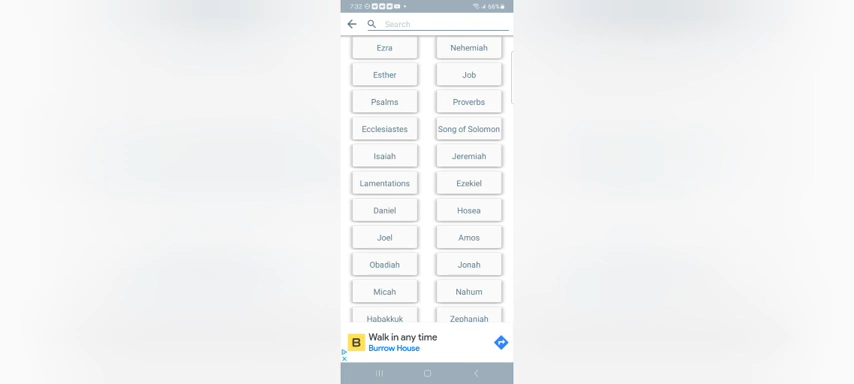 7:32
66%
Search
Ezra Nehemiah
Esther Job
Psalms Proverbs
Ecclesiastes Song of Solomon
Isaiah Jeremiah
Lamentations Ezekiel
Daniel Hosea
Joel Amos
Obadiah Jonah
Micah Nahum
Habakkuk Zephaniah
B
Walk in any time
Burrow House